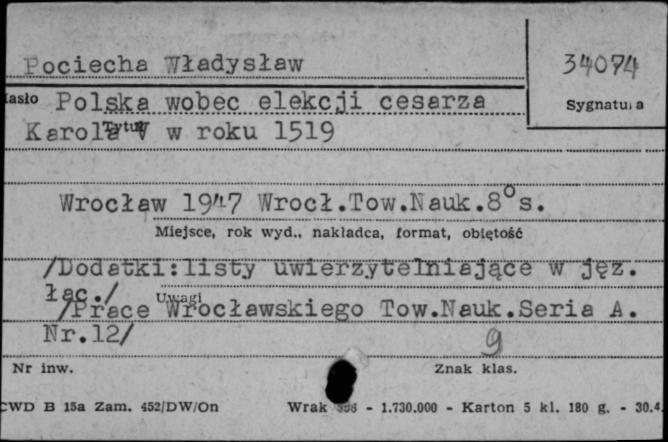 Pociecha Władysław
34074
Sygnatura
Hasło Polska wobec elekcji cesarza
Tytuł
Karola V w roku 1519
Wrocław 1947 Wrocł.Tow.Nauk.8°s.
Miejsce, rok wyd., nakładca, format, objętość
/Dodatki:listy uwierzytelniające w jęz.
łac./
Uwagi
/Prace Wrocławskiego Tow.Nauk.Seria A.
Nr.12/
9
Nr inw.
Znak klas.
CWD B 15a Zam. 452/DW/On Wrak - 1.730.000 - Karton 5 kl. 180 g. - 30.4.